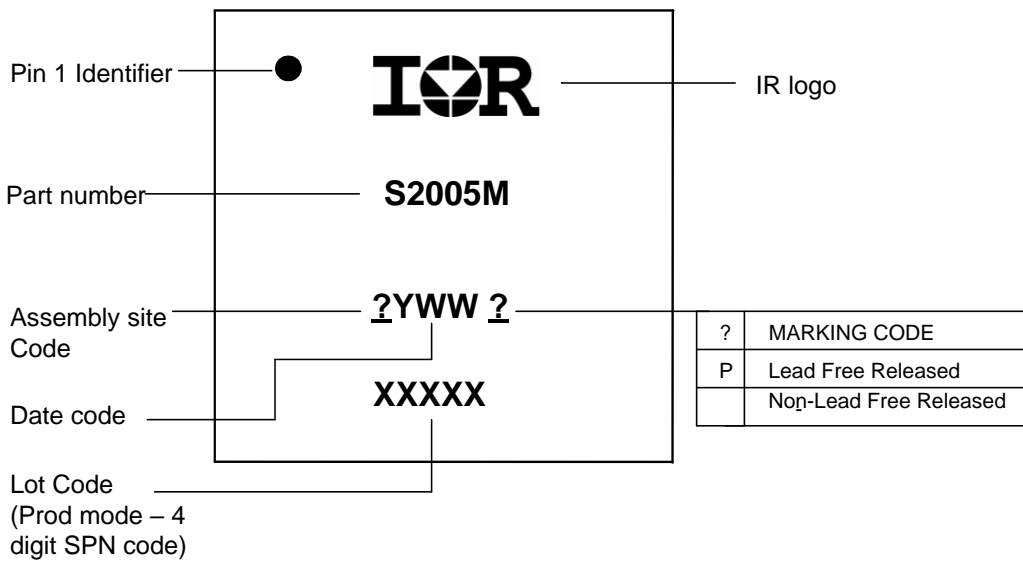 Pin 1 Identifier
IOR
IR logo
Part number
S2005M
Assembly site
Code
?YWW ?
? MARKING CODE
P Lead Free Released
Non-Lead Free Released
Date code
XXXXX
Lot Code
(Prod mode – 4
digit SPN code)